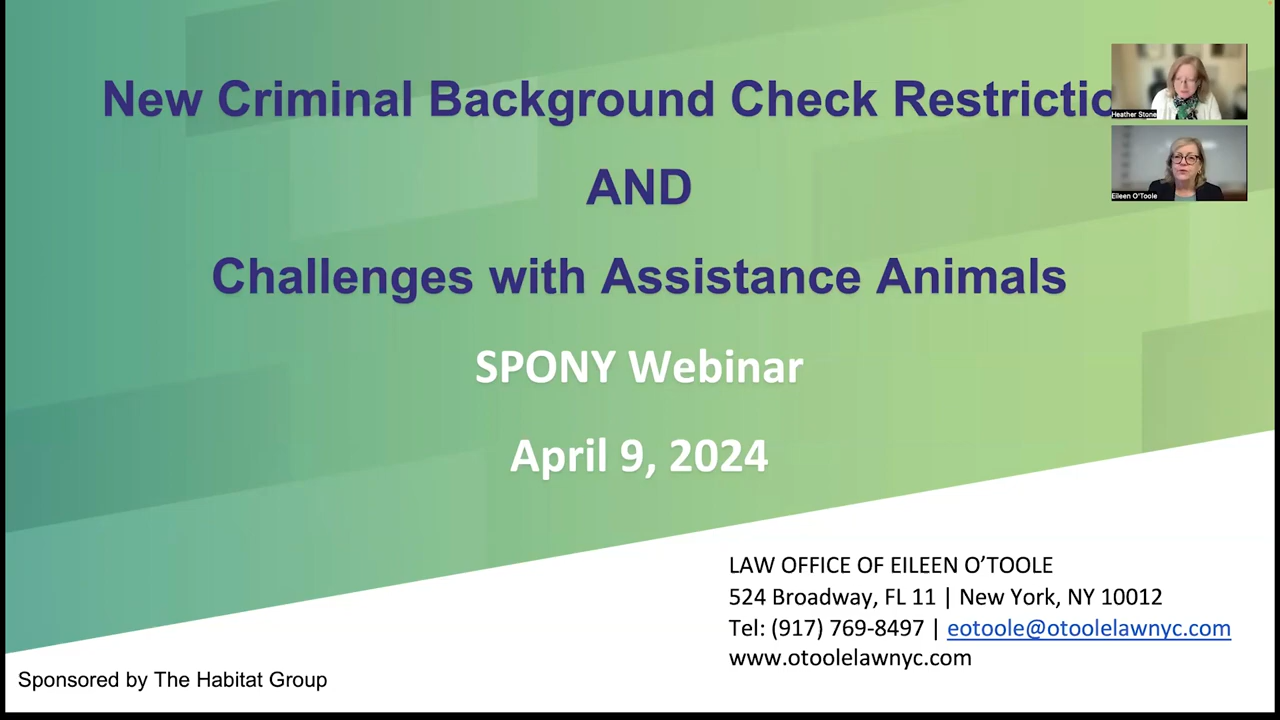 New Criminal Background Check Restrictio
AND
Challenges with Assistance Animals
SPONY Webinar
April 9, 2024
Heather Stone
Eileen O'Toole
LAW OFFICE OF EILEEN O’TOOLE
524 Broadway, FL 11 | New York, NY 10012
Tel: (917) 769-8497 | eotoole@otoolelawnyc.com
www.otoolelawnyc.com
Sponsored by The Habitat Group